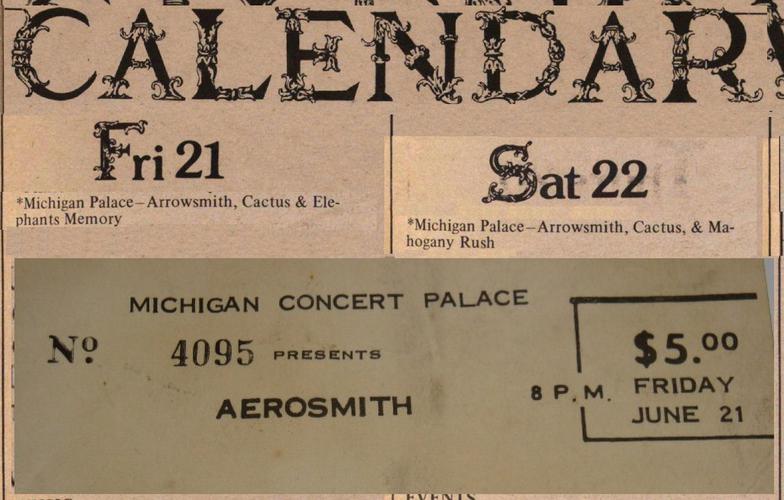 CALENDAR
Fri 21
*Michigan Palace—Arrowsmith, Cactus & Ele-
phants Memory
Sat 22
*Michigan Palace—Arrowsmith, Cactus, & Ma-
hogany Rush
MICHIGAN CONCERT PALACE
Nº 4095 PRESENTS
AEROSMITH
$5.00
8 P.M. FRIDAY
JUNE 21
EVENTS